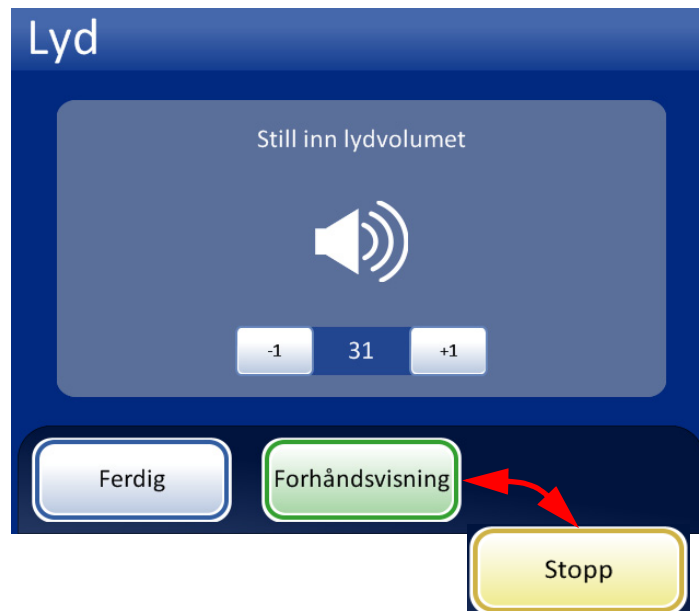 Lyd
Still inn lydvolumet
-1 31 +1
Ferdig Forhåndsvisning
Stopp